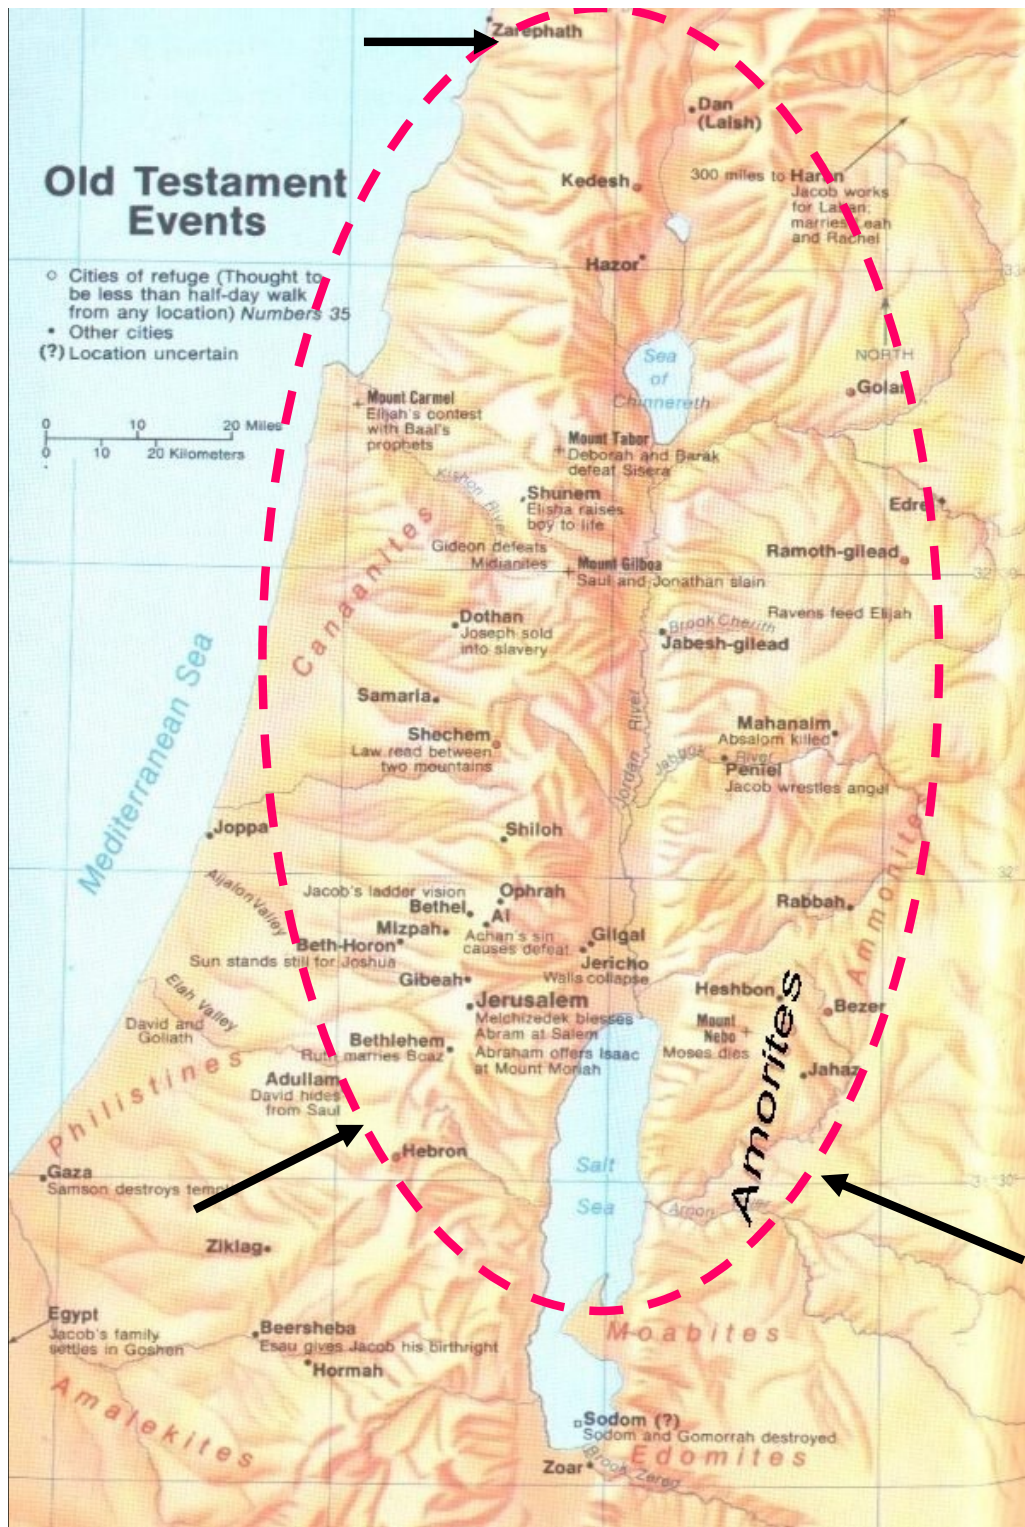 Zarephath
Dan
(Laish)
Old Testament
Events
Kedesh
300 miles to Haran
Jacob works
for Laban;
marries Leah
and Rachel
Hazor
Cities of refuge (Thought to
be less than half-day walk
from any location) Numbers 35
Other cities
(?) Location uncertain
NORTH
Sea
of
Chinnereth
Golan
0 10 20 Miles
0 10 20 Kilometers
Mount Carmel
Elijah's contest
with Baal's
prophets
Mount Tabor
Deborah and Barak
defeat Sisera
Kishon River
Shunem
Elisha raises
boy to life
Edrei
Canaanites
Gideon defeats
Midianites
Mount Gilboa
Saul and Jonathan slain
Ramoth-gilead
32°30'
Ravens feed Elijah
Brook Cherith
Jabesh-gilead
Dothan
Joseph sold
into slavery
Mediterranean Sea
Samaria
Jordan River
Shechem
Law read between
two mountains
Mahanaim
Absalom killed
Jabbok River
Peniel
Jacob wrestles angel
Joppa
Shiloh
Ammonites
32°
Aijalon Valley
Jacob's ladder vision
Ophrah
Bethel
Ai
Achan's sin
causes defeat
Rabbah
Mizpah
Beth-Horon
Sun stands still for Joshua
Gilgal
Jericho
Walls collapse
Gibeah
Elah Valley
David and
Goliath
Jerusalem
Melchizedek blesses
Abram at Salem
Abraham offers Isaac
at Mount Moriah
Heshbon
Bezer
Mount
Nebo
Moses dies
Amorites
Jahaz
Bethlehem
Ruth marries Boaz
Philistines
Adullam
David hides
from Saul
Hebron
Gaza
Samson destroys temple
Salt
Sea
31°30'
Arnon River
Ziklag
Egypt
Jacob's family
settles in Goshen
Beersheba
Esau gives Jacob his birthright
Hormah
Moabites
Amalekites
Sodom (?)
Sodom and Gomorrah destroyed
Edomites
Zoar
Brook Zered